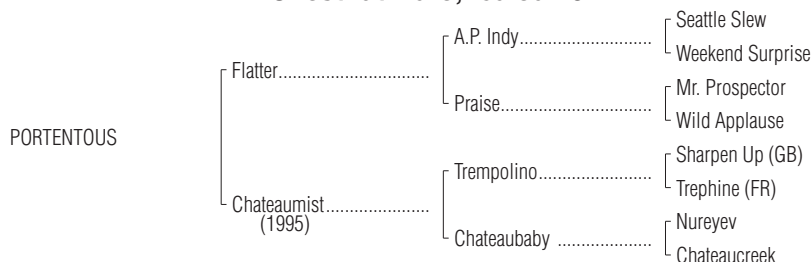 Seattle Slew
A.P. Indy
Weekend Surprise
Flatter
Mr. Prospector
Praise
Wild Applause
PORTENTOUS
Sharpen Up (GB)
Trempolino
Trephine (FR)
Chateaumist
(1995)
Nureyev
Chateaubaby
Chateaucreek